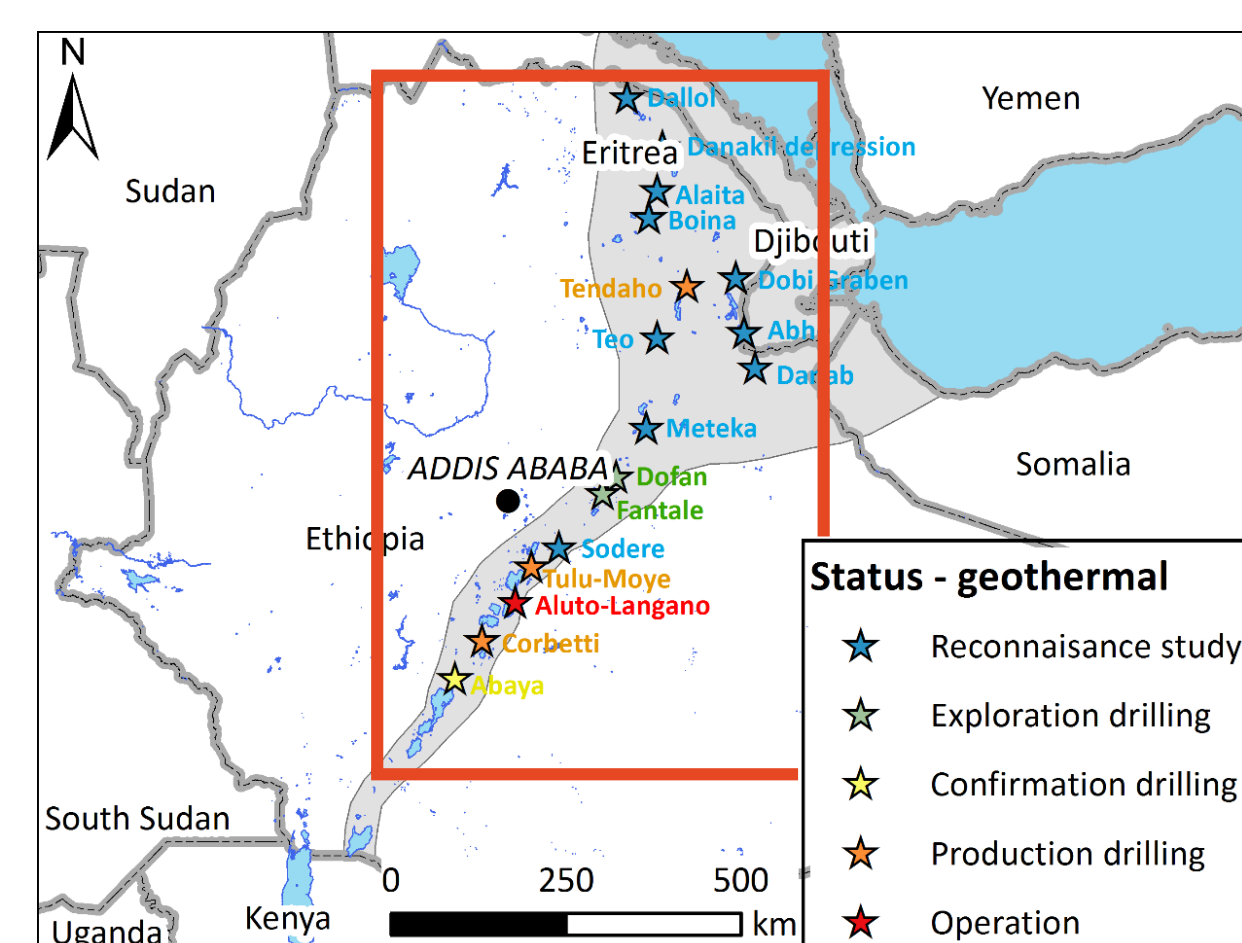 N
Dallol
Yemen
Eritrea
Danakil depression
Sudan
Alaita
Boina
Djibouti
Tendaho
Dobi Graben
Teo
Abh
Meteka
ADDIS ABABA
Dofan
Somalia
Fantale
Ethiopia
Sodere
Tulu-Moye
Aluto-Langano
Corbetti
Abaya
Status - geothermal
Reconnaisance study
Exploration drilling
Confirmation drilling
Production drilling
Operation
South Sudan
0 250 500
km
Kenya
Uganda